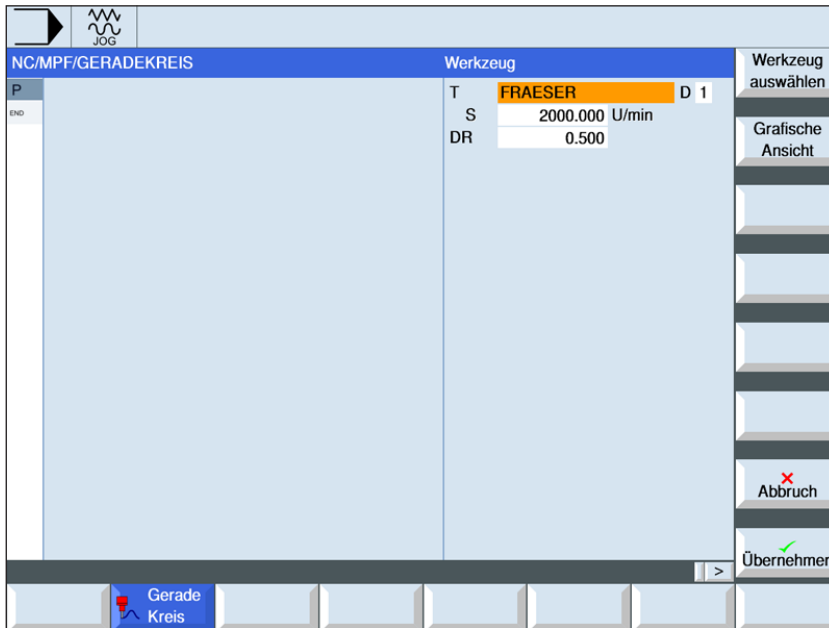 JOG
NC/MPF/GERADEKREIS
Werkzeug
P
END
T FRAESER D 1
S 2000.000 U/min
DR 0.500
Werkzeug
auswählen
Grafische
Ansicht
Abbruch
Übernehmen
>
Gerade
Kreis